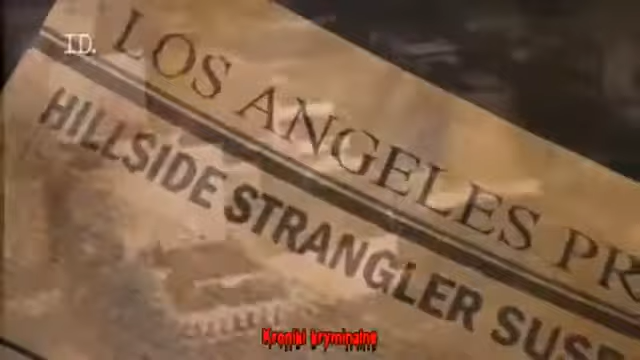 ID.
LOS ANGELES
HILLSIDE STRANGLER
Kroniki kryminalne